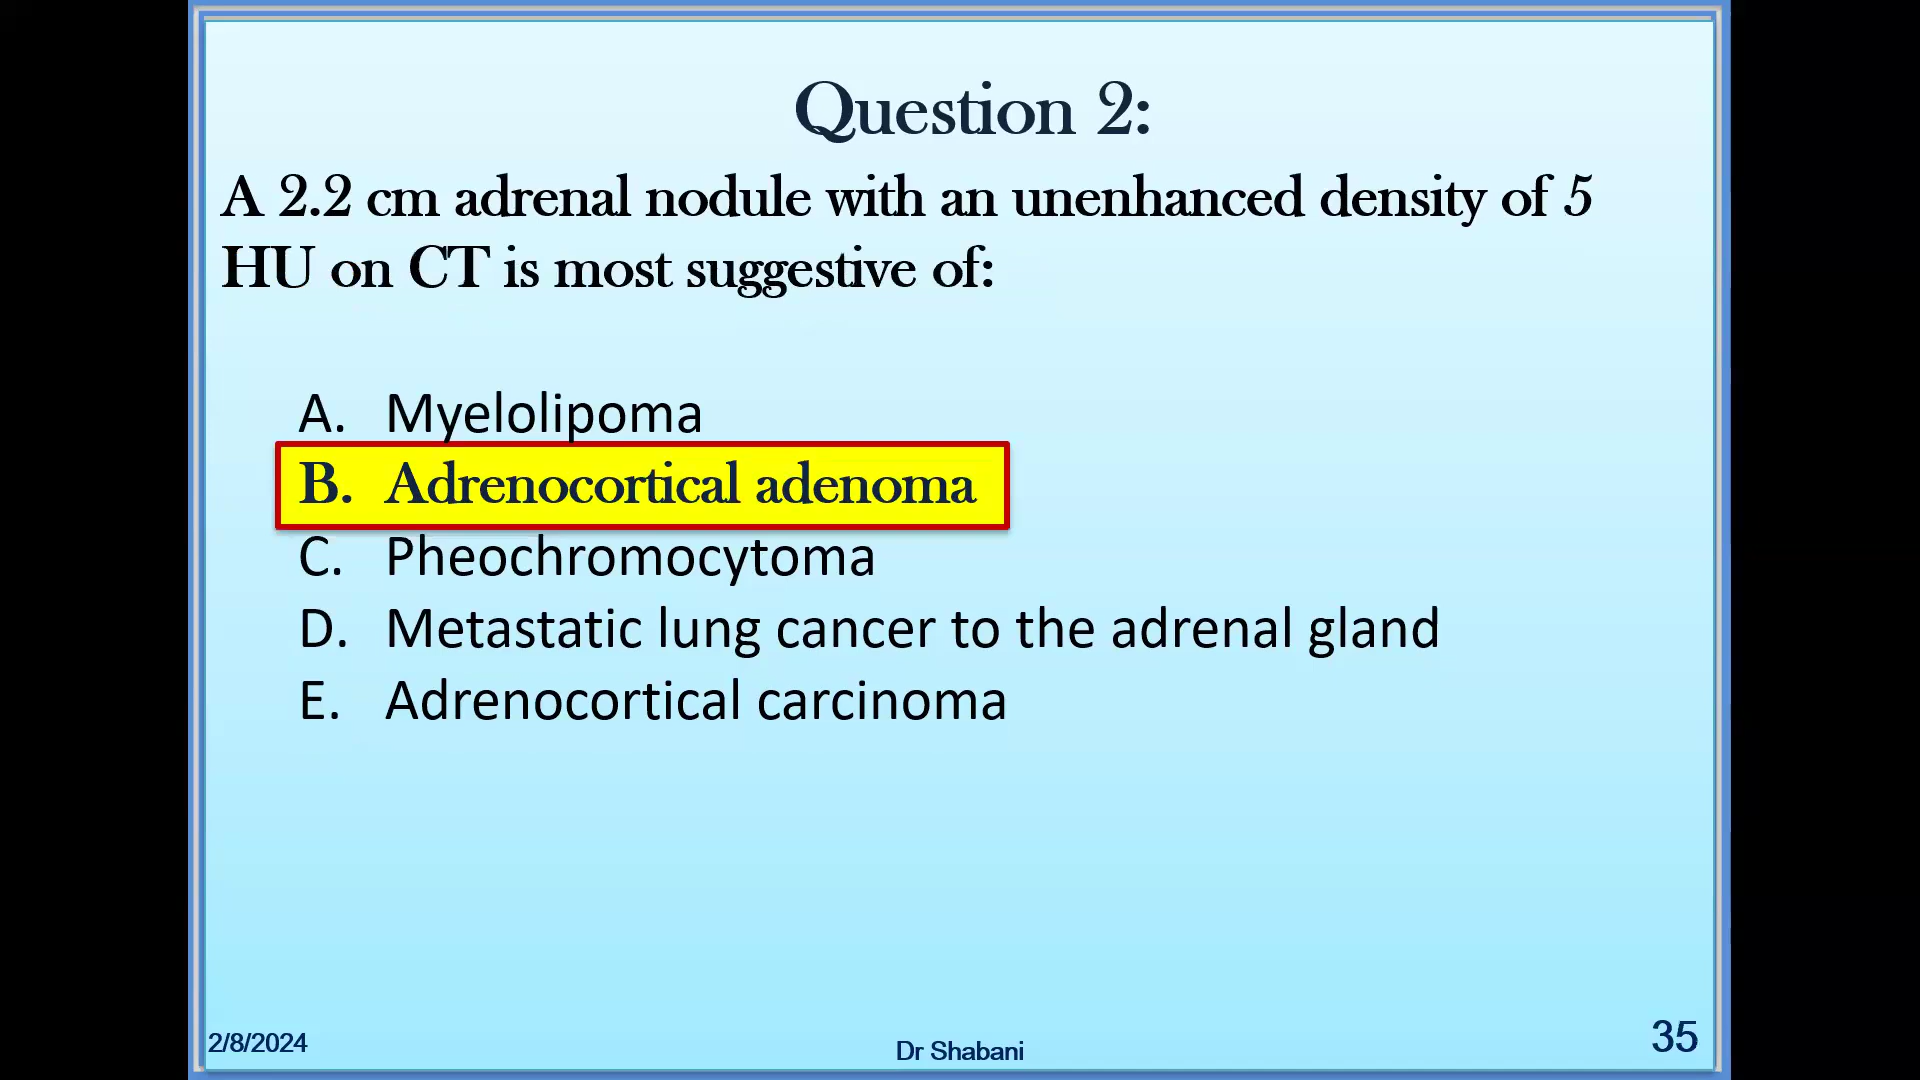 Question 2:
A 2.2 cm adrenal nodule with an unenhanced density of 5
HU on CT is most suggestive of:
A. Myelolipoma
B. Adrenocortical adenoma
C. Pheochromocytoma
D. Metastatic lung cancer to the adrenal gland
E. Adrenocortical carcinoma
2/8/2024
Dr Shabani
35